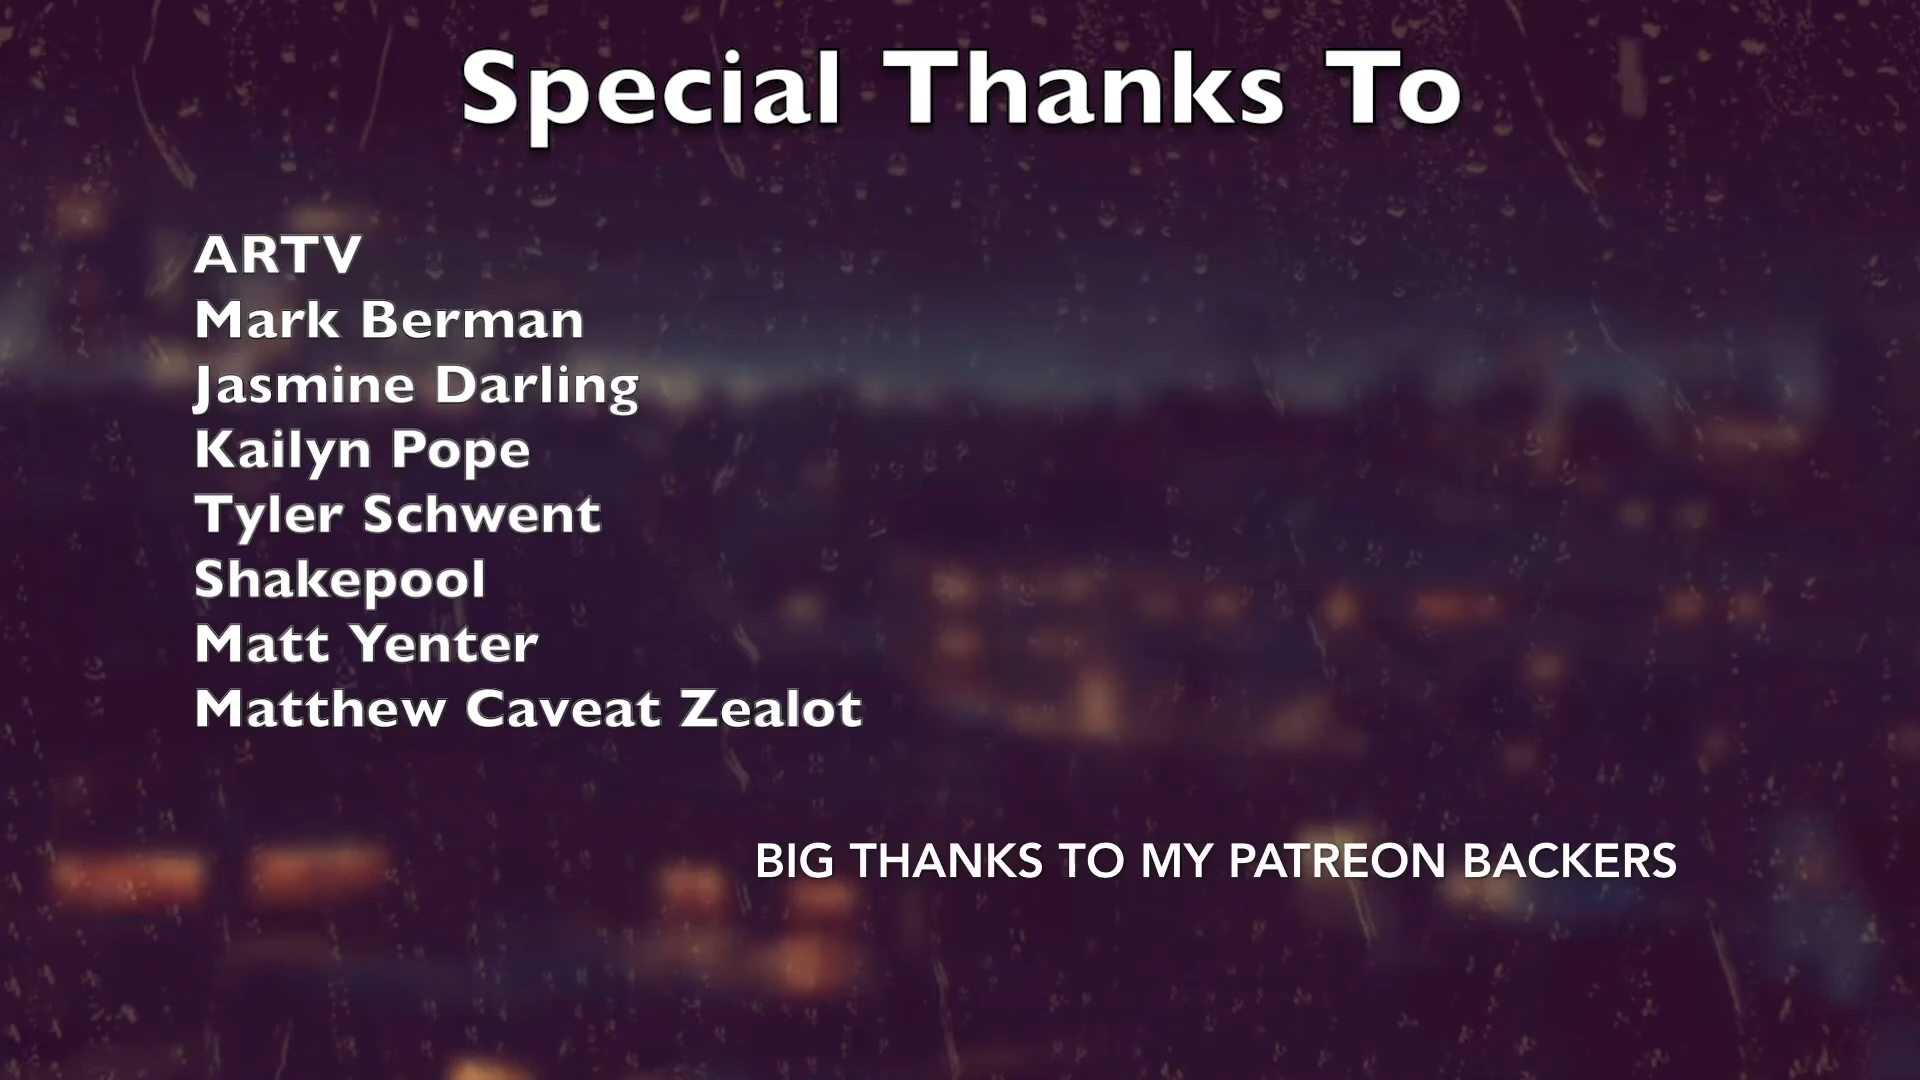 Special Thanks To
ARTV
Mark Berman
Jasmine Darling
Kailyn Pope
Tyler Schwent
Shakepool
Matt Yenter
Matthew Caveat Zealot
BIG THANKS TO MY PATREON BACKERS